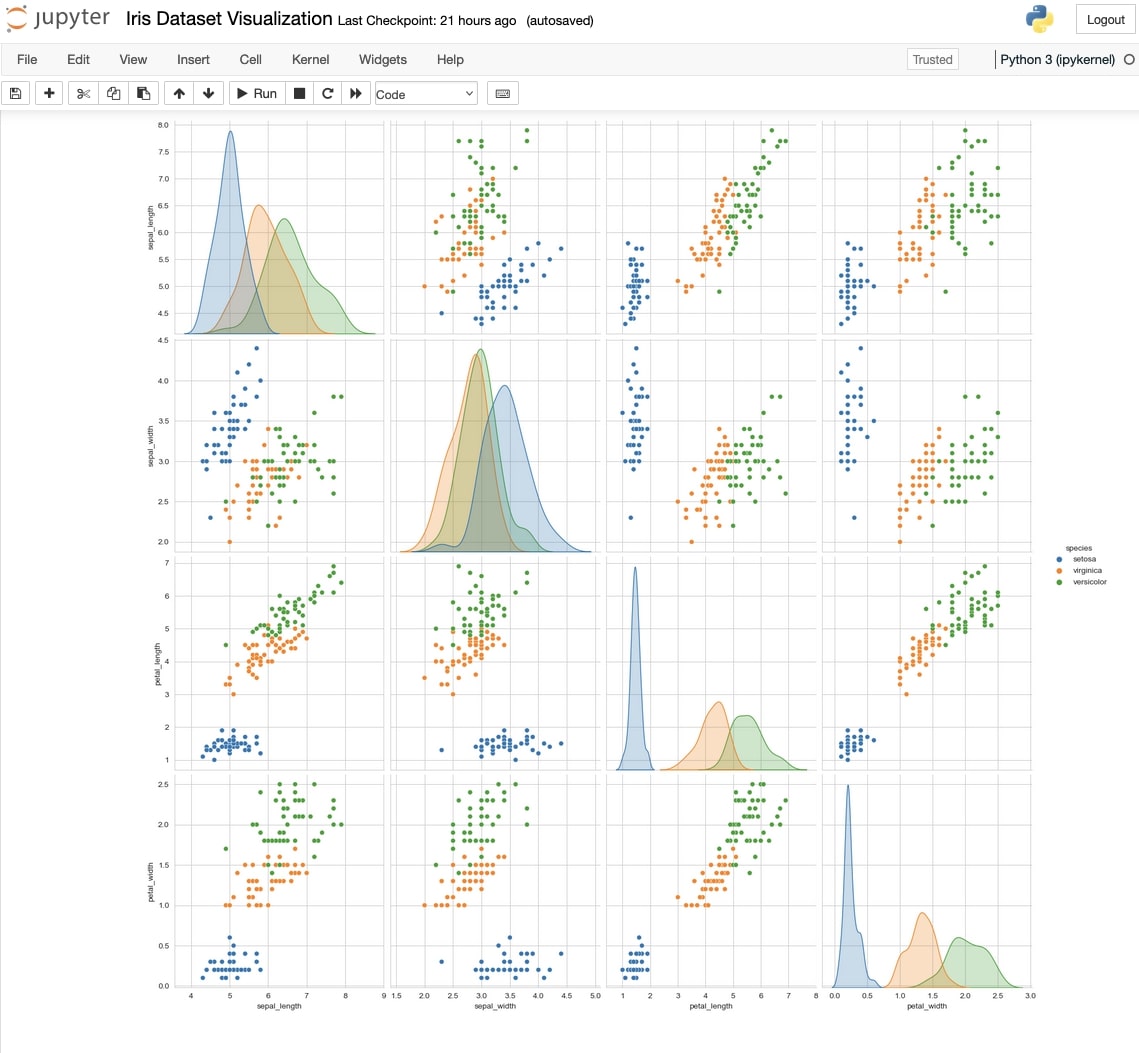 jupyter Iris Dataset Visualization Last Checkpoint: 21 hours ago (autosaved)
Logout
File Edit View Insert Cell Kernel Widgets Help
Trusted
Python 3 (ipykernel)
Run
Code
8.0
7.5
7.0
6.5
6.0
5.5
5.0
4.5
sepal_length
4.5
4.0
3.5
3.0
2.5
2.0
sepal_width
species
setosa
virginica
versicolor
7
6
5
4
3
2
1
petal_length
2.5
2.0
1.5
1.0
0.5
0.0
petal_width
4 5 6 7 8 9
1.5 2.0 2.5 3.0 3.5 4.0 4.5 5.0
1 2 3 4 5 6 7 8
0.0 0.5 1.0 1.5 2.0 2.5 3.0
sepal_length
sepal_width
petal_length
petal_width